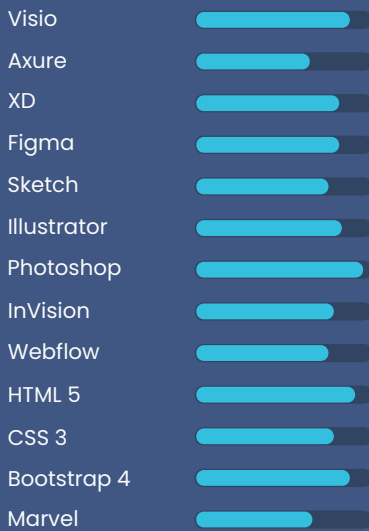 Visio
Axure
XD
Figma
Sketch
Illustrator
Photoshop
InVision
Webflow
HTML 5
CSS 3
Bootstrap 4
Marvel